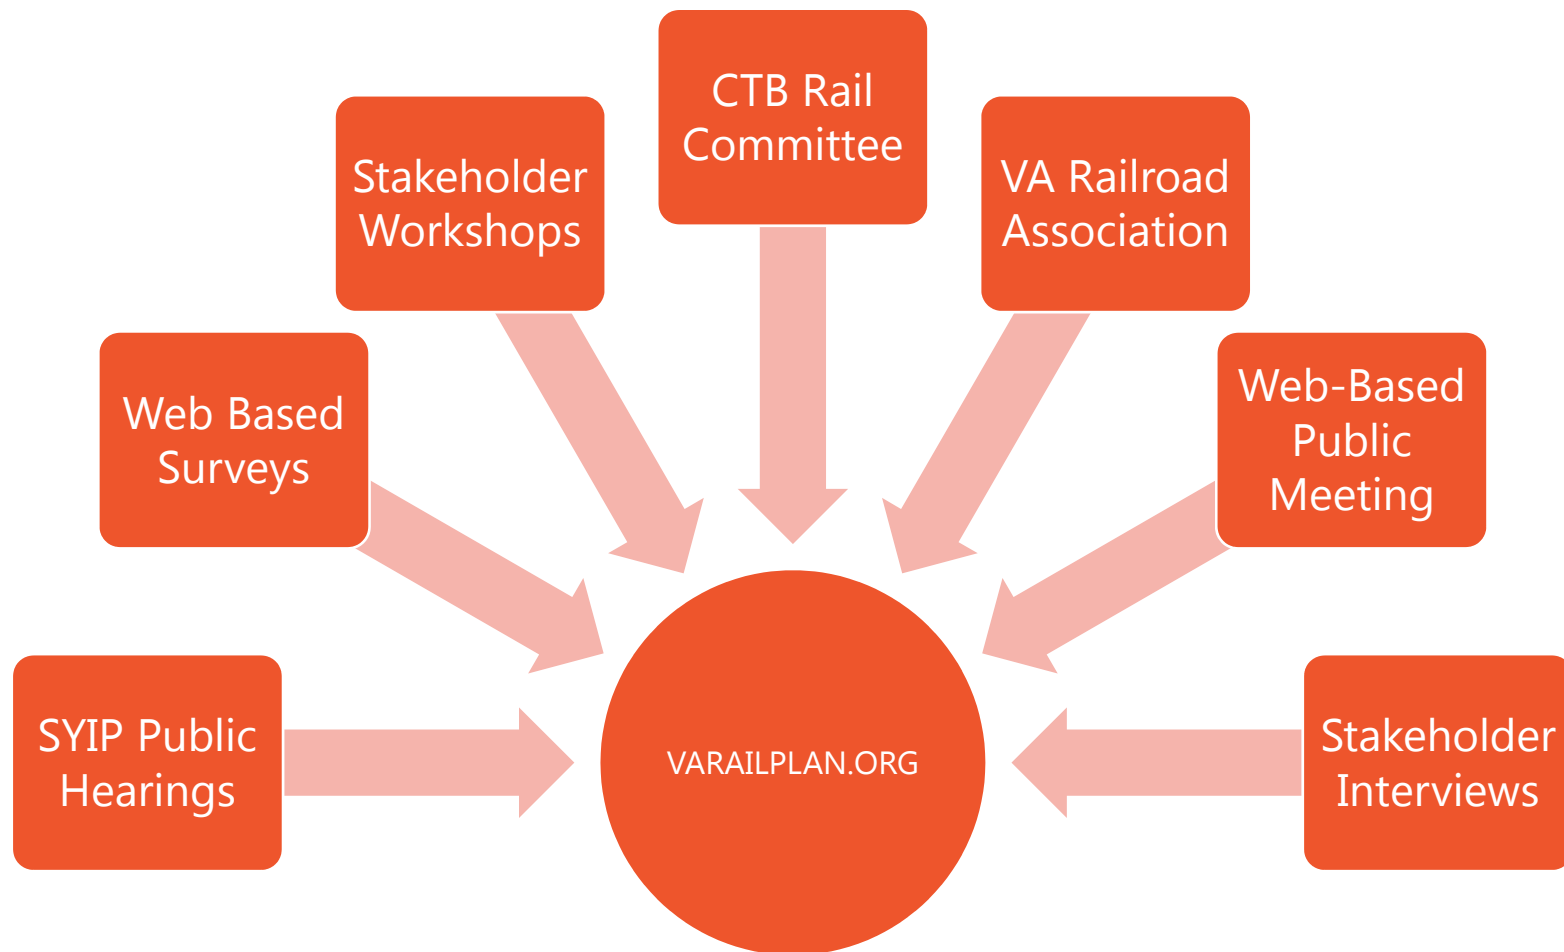 CTB Rail
Committee
Stakeholder
Workshops
VA Railroad
Association
Web Based
Surveys
Web-Based
Public
Meeting
SYIP Public
Hearings
VARAILPLAN.ORG
Stakeholder
Interviews